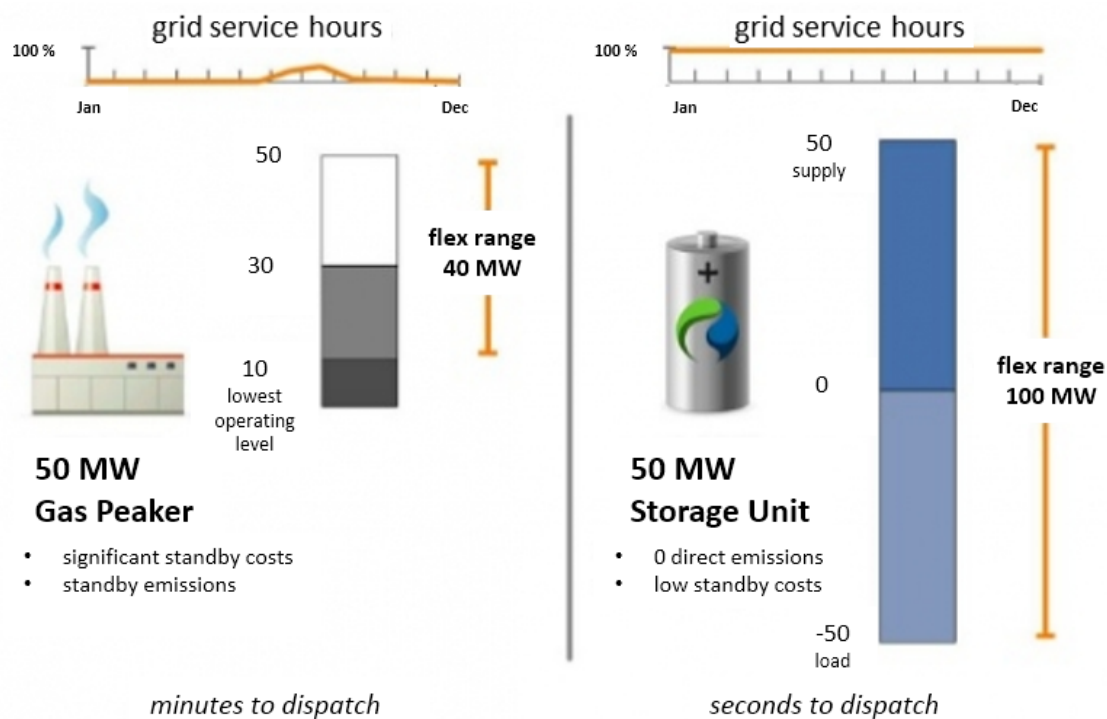 grid service hours
100 %
Jan
Dec
50
30
10
lowest
operating
level
flex range
40 MW
50 MW
Gas Peaker
• significant standby costs
• standby emissions
minutes to dispatch
grid service hours
100 %
Jan
Dec
50
supply
0
-50
load
+
flex range
100 MW
50 MW
Storage Unit
• 0 direct emissions
• low standby costs
seconds to dispatch